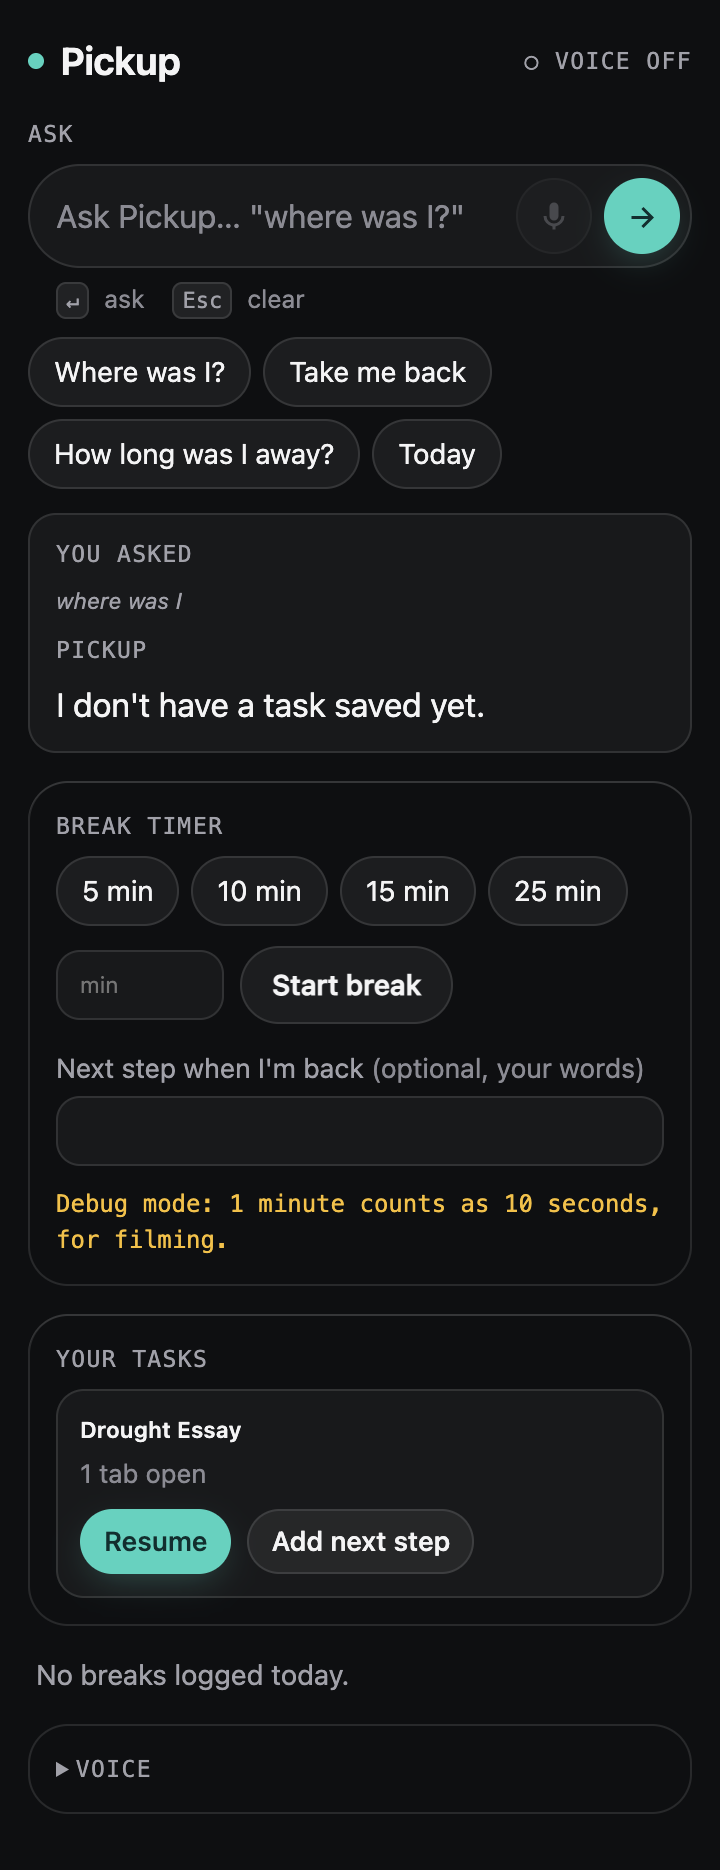 Pickup
○ VOICE OFF
ASK
Ask Pickup... "where was I?"
→
↵ ask Esc clear
Where was I? Take me back
How long was I away? Today
YOU ASKED
where was I
PICKUP
I don't have a task saved yet.
BREAK TIMER
5 min 10 min 15 min 25 min
min Start break
Next step when I'm back (optional, your words)
Debug mode: 1 minute counts as 10 seconds,
for filming.
YOUR TASKS
Drought Essay
1 tab open
Resume Add next step
No breaks logged today.
▶ VOICE